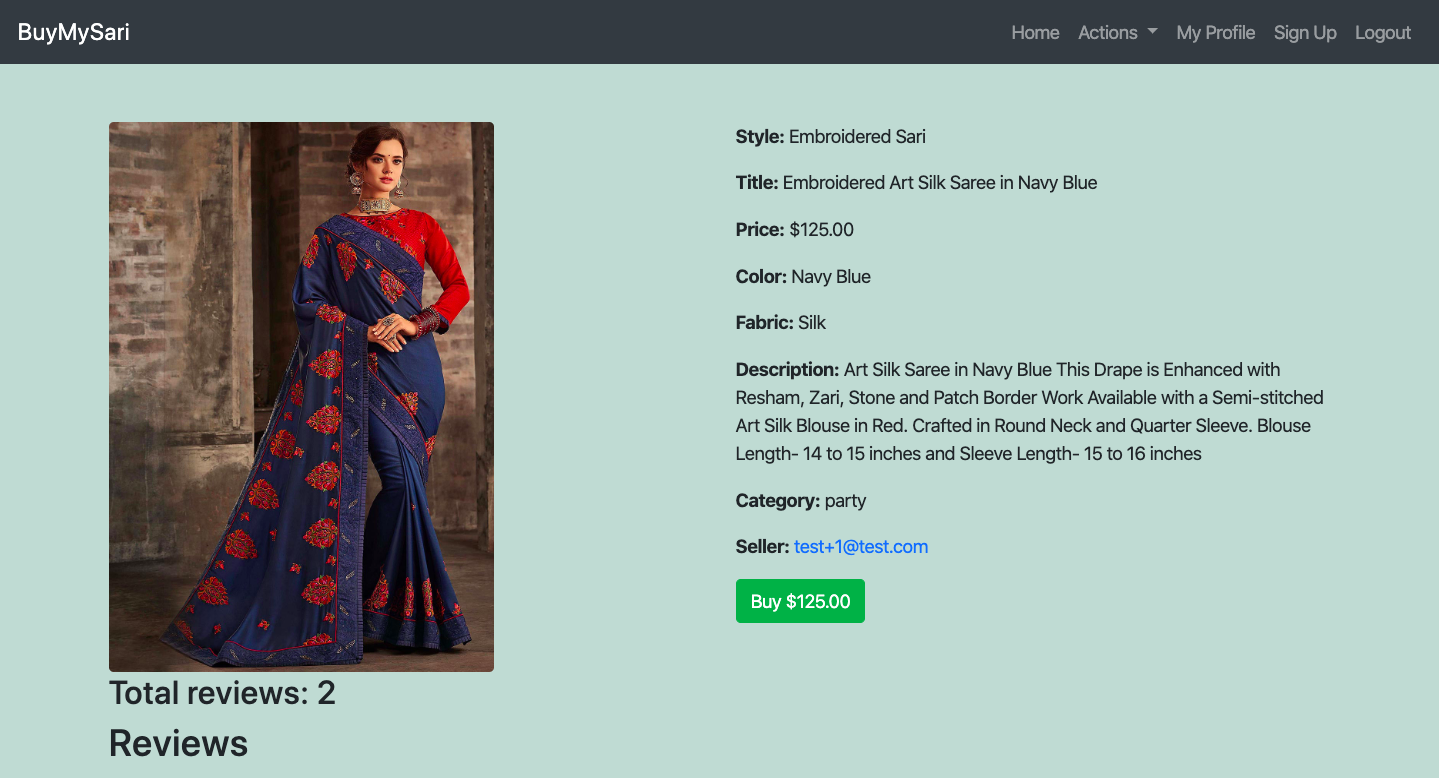 BuyMySari
Home Actions My Profile Sign Up Logout
Style: Embroidered Sari
Title: Embroidered Art Silk Saree in Navy Blue
Price: $125.00
Color: Navy Blue
Fabric: Silk
Description: Art Silk Saree in Navy Blue This Drape is Enhanced with
Resham, Zari, Stone and Patch Border Work Available with a Semi-stitched
Art Silk Blouse in Red. Crafted in Round Neck and Quarter Sleeve. Blouse
Length- 14 to 15 inches and Sleeve Length- 15 to 16 inches
Category: party
Seller: test+1@test.com
Buy $125.00
Total reviews: 2
Reviews